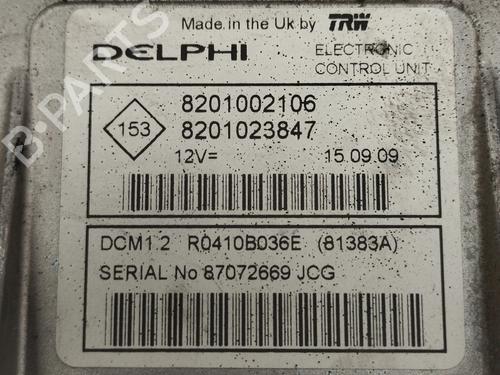 Made in the Uk by TRW
DELPHI
ELECTRONIC
CONTROL UNIT
153
8201002106
8201023847
12V=
15.09.09
DCM1.2 R0410B036E (81383A)
SERIAL No 87072669 JCG
B-PARTS